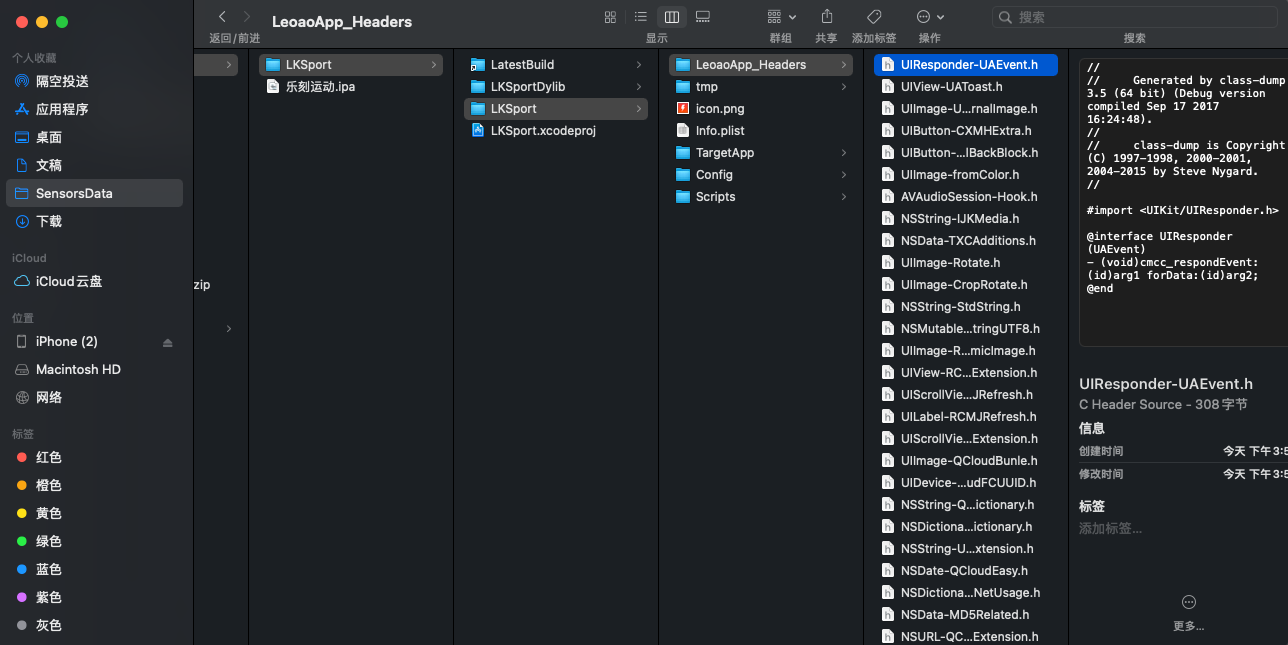 LeoaoApp_Headers
返回/前进
显示
群组
共享
添加标签
操作
搜索
搜索
个人收藏
隔空投送
应用程序
桌面
文稿
SensorsData
下载
iCloud
iCloud云盘
位置
iPhone (2)
Macintosh HD
网络
标签
红色
橙色
黄色
绿色
蓝色
紫色
灰色
zip
LKSport
乐刻运动.ipa
LatestBuild
LKSportDylib
LKSport
LKSport.xcodeproj
LeoaoApp_Headers
tmp
icon.png
Info.plist
TargetApp
Config
Scripts
UIResponder-UAEvent.h
UIView-UAToast.h
UIImage-U...rnalImage.h
UIButton-CXMHExtra.h
UIButton-...lBackBlock.h
UIImage-fromColor.h
AVAudioSession-Hook.h
NSString-IJKMedia.h
NSData-TXCAdditions.h
UIImage-Rotate.h
UIImage-CropRotate.h
NSString-StdString.h
NSMutable...tringUTF8.h
UIImage-R...micImage.h
UIView-RC...Extension.h
UIScrollVie...JRefresh.h
UILabel-RCMJRefresh.h
UIScrollVie...Extension.h
UIImage-QCloudBunle.h
UIDevice-...udFCUUID.h
NSString-Q...ictionary.h
NSDictiona...ictionary.h
NSString-U...xtension.h
NSDate-QCloudEasy.h
NSDictiona...NetUsage.h
NSData-MD5Related.h
NSURL-QC...Extension.h
//
//     Generated by class-dump
3.5 (64 bit) (Debug version
compiled Sep 17 2017
16:24:48).
//
//     class-dump is Copyright
(C) 1997-1998, 2000-2001,
2004-2015 by Steve Nygard.
//
#import <UIKit/UIResponder.h>
@interface UIResponder
(UAEvent)
- (void)cmcc_respondEvent:
(id)arg1 forData:(id)arg2;
@end
UIResponder-UAEvent.h
C Header Source - 308 字节
信息
创建时间 今天 下午3:5
修改时间 今天 下午3:5
标签
添加标签...
更多...